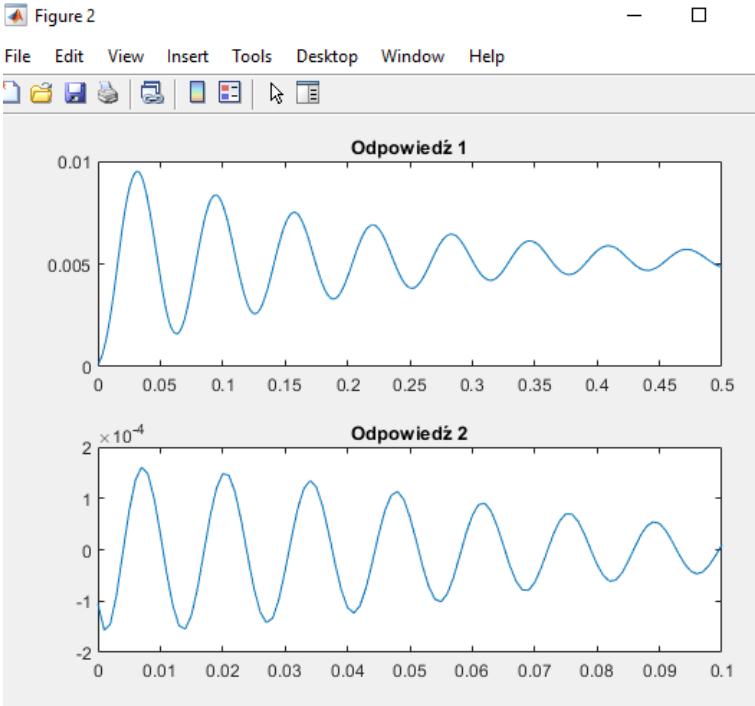 Figure 2
File Edit View Insert Tools Desktop Window Help
Odpowiedź 1
0.01
0.005
0
0 0.05 0.1 0.15 0.2 0.25 0.3 0.35 0.4 0.45 0.5
Odpowiedź 2
×10-4
2
1
0
-1
-2
0 0.01 0.02 0.03 0.04 0.05 0.06 0.07 0.08 0.09 0.1